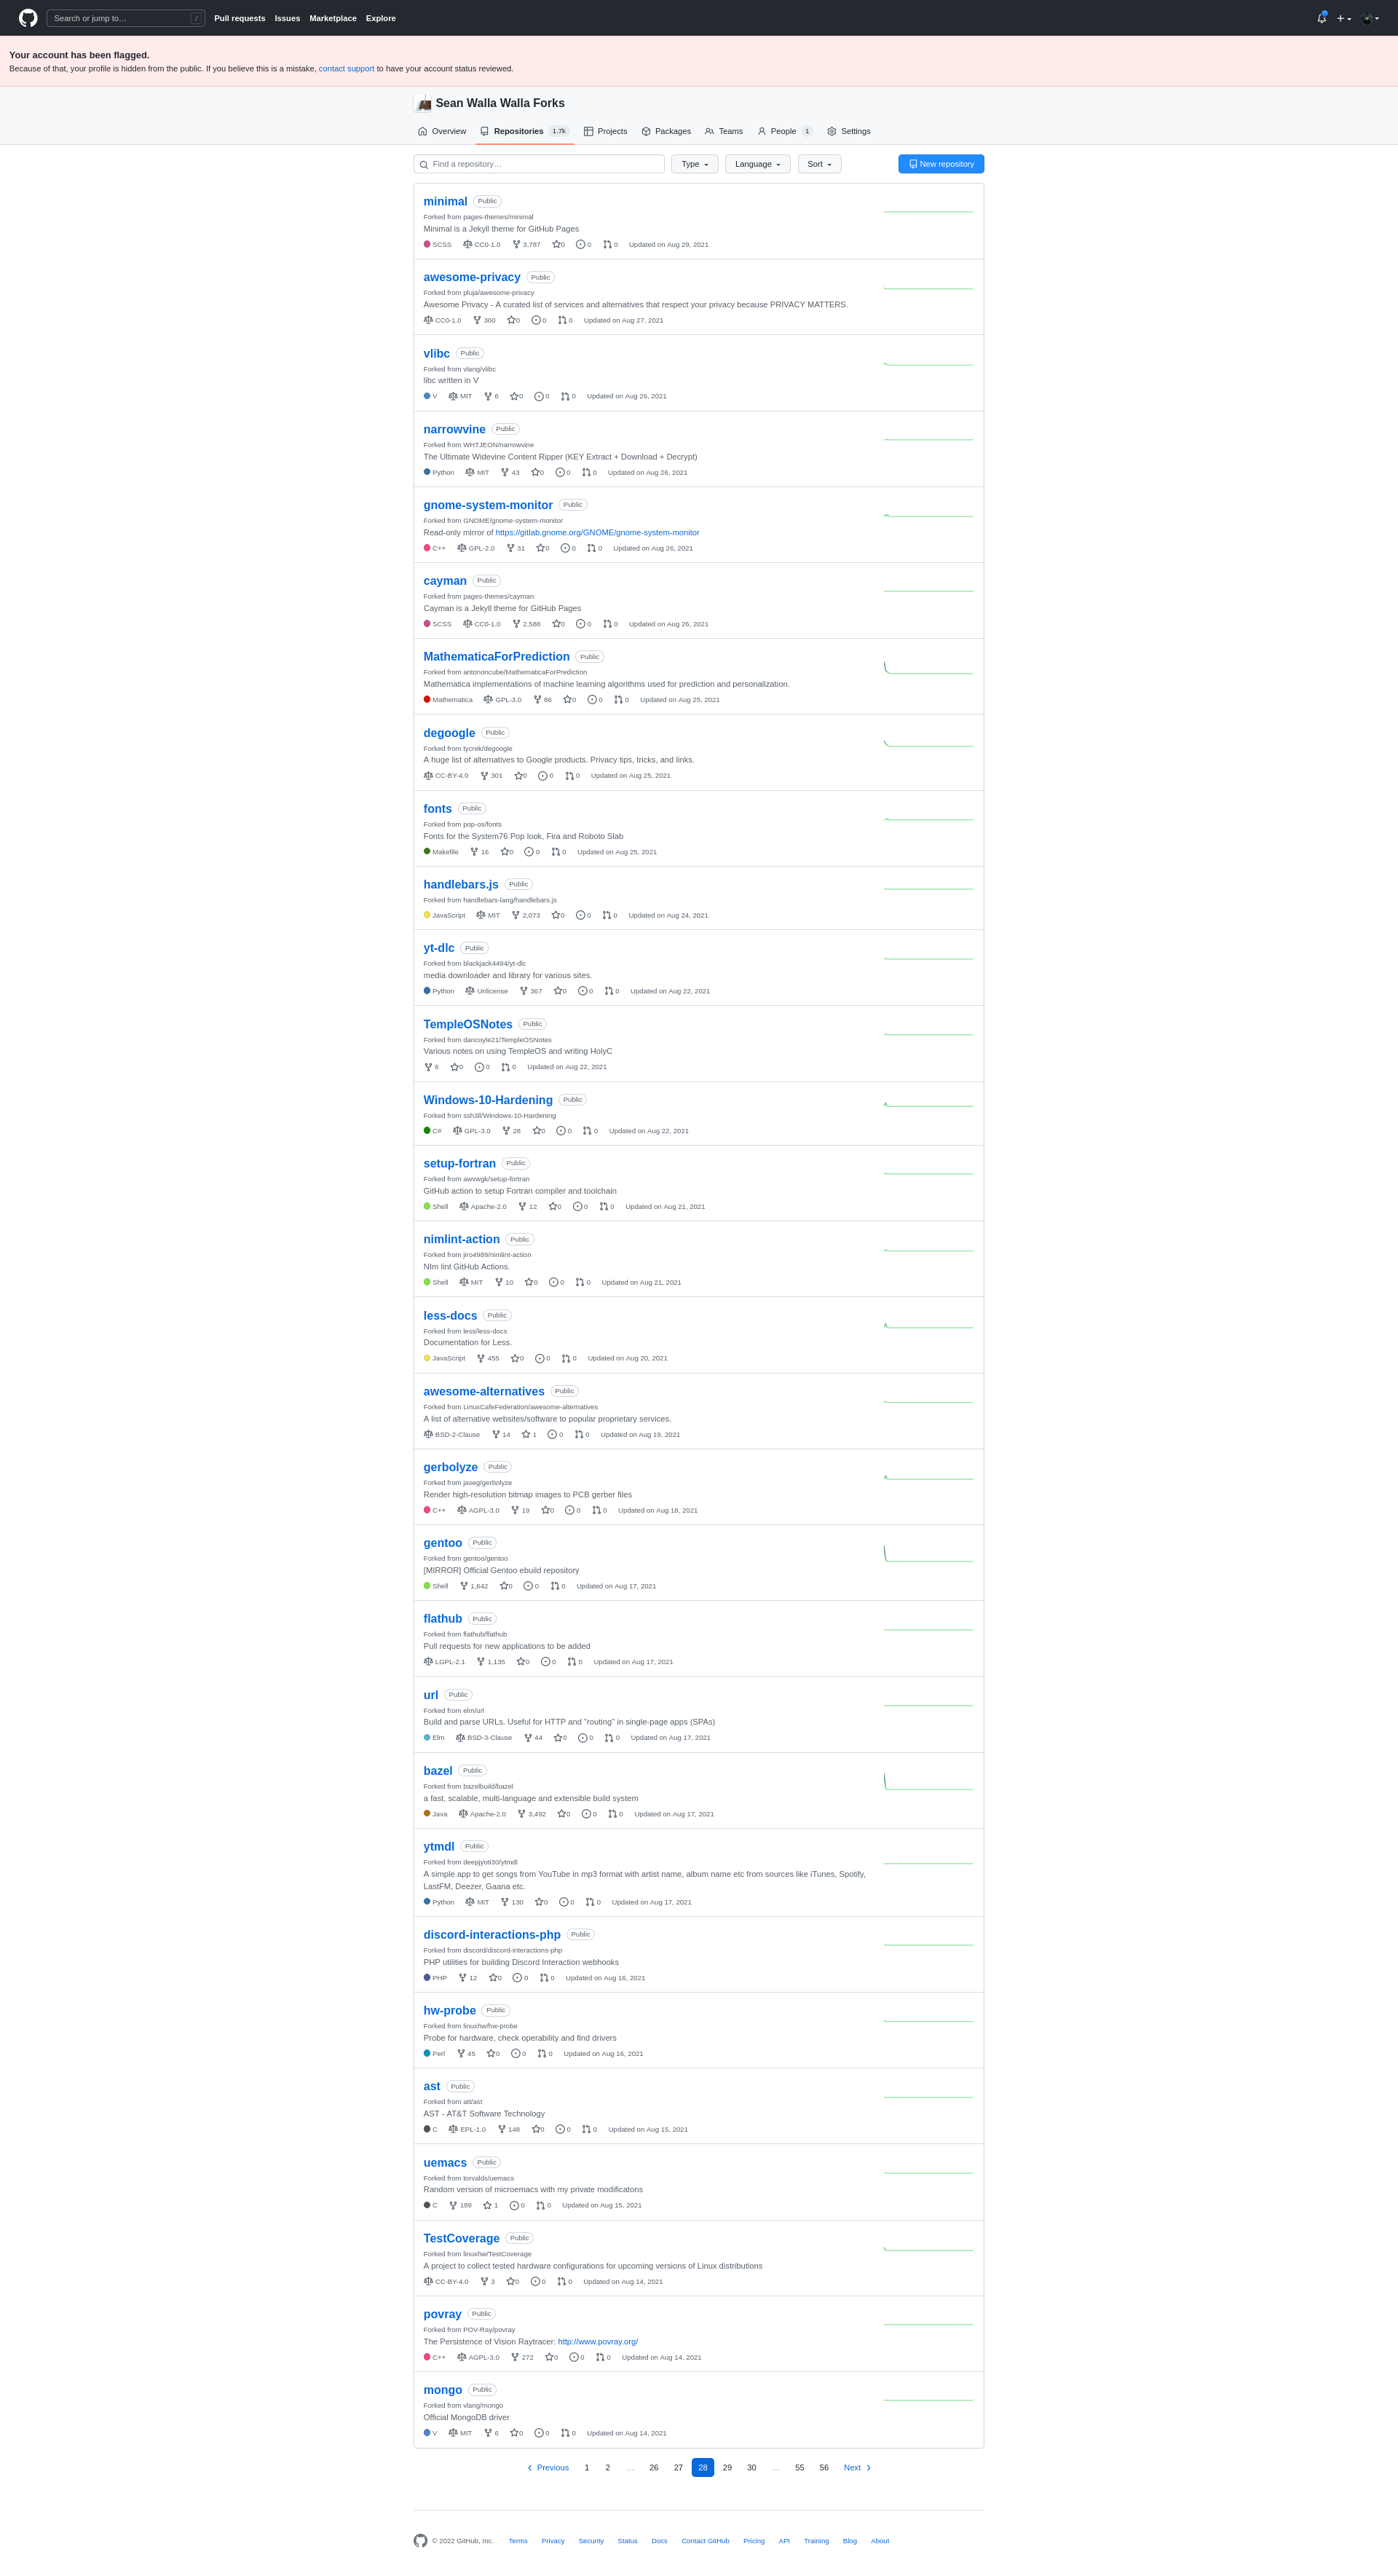 Search or jump to… /
Pull requests Issues Marketplace Explore
Your account has been flagged.
Because of that, your profile is hidden from the public. If you believe this is a mistake, contact support to have your account status reviewed.
Sean Walla Walla Forks
Overview Repositories 1.7k Projects Packages Teams People 1 Settings
Find a repository… Type Language Sort New repository
minimal Public
Forked from pages-themes/minimal
Minimal is a Jekyll theme for GitHub Pages
SCSS CC0-1.0 3,787 0 0 0 Updated on Aug 29, 2021
awesome-privacy Public
Forked from pluja/awesome-privacy
Awesome Privacy - A curated list of services and alternatives that respect your privacy because PRIVACY MATTERS.
CC0-1.0 300 0 0 0 Updated on Aug 27, 2021
vlibc Public
Forked from vlang/vlibc
libc written in V
V MIT 6 0 0 0 Updated on Aug 26, 2021
narrowvine Public
Forked from WHTJEON/narrowvine
The Ultimate Widevine Content Ripper (KEY Extract + Download + Decrypt)
Python MIT 43 0 0 0 Updated on Aug 26, 2021
gnome-system-monitor Public
Forked from GNOME/gnome-system-monitor
Read-only mirror of https://gitlab.gnome.org/GNOME/gnome-system-monitor
C++ GPL-2.0 31 0 0 0 Updated on Aug 26, 2021
cayman Public
Forked from pages-themes/cayman
Cayman is a Jekyll theme for GitHub Pages
SCSS CC0-1.0 2,588 0 0 0 Updated on Aug 26, 2021
MathematicaForPrediction Public
Forked from antononcube/MathematicaForPrediction
Mathematica implementations of machine learning algorithms used for prediction and personalization.
Mathematica GPL-3.0 86 0 0 0 Updated on Aug 25, 2021
degoogle Public
Forked from tycrek/degoogle
A huge list of alternatives to Google products. Privacy tips, tricks, and links.
CC-BY-4.0 301 0 0 0 Updated on Aug 25, 2021
fonts Public
Forked from pop-os/fonts
Fonts for the System76 Pop look, Fira and Roboto Slab
Makefile 16 0 0 0 Updated on Aug 25, 2021
handlebars.js Public
Forked from handlebars-lang/handlebars.js
JavaScript MIT 2,073 0 0 0 Updated on Aug 24, 2021
yt-dlc Public
Forked from blackjack4494/yt-dlc
media downloader and library for various sites.
Python Unlicense 367 0 0 0 Updated on Aug 22, 2021
TempleOSNotes Public
Forked from dancoyle21/TempleOSNotes
Various notes on using TempleOS and writing HolyC
6 0 0 0 Updated on Aug 22, 2021
Windows-10-Hardening Public
Forked from ssh3ll/Windows-10-Hardening
C# GPL-3.0 28 0 0 0 Updated on Aug 22, 2021
setup-fortran Public
Forked from awvwgk/setup-fortran
GitHub action to setup Fortran compiler and toolchain
Shell Apache-2.0 12 0 0 0 Updated on Aug 21, 2021
nimlint-action Public
Forked from jiro4989/nimlint-action
NIm lint GitHub Actions.
Shell MIT 10 0 0 0 Updated on Aug 21, 2021
less-docs Public
Forked from less/less-docs
Documentation for Less.
JavaScript 455 0 0 0 Updated on Aug 20, 2021
awesome-alternatives Public
Forked from LinuxCafeFederation/awesome-alternatives
A list of alternative websites/software to popular proprietary services.
BSD-2-Clause 14 1 0 0 Updated on Aug 19, 2021
gerbolyze Public
Forked from jaseg/gerbolyze
Render high-resolution bitmap images to PCB gerber files
C++ AGPL-3.0 19 0 0 0 Updated on Aug 18, 2021
gentoo Public
Forked from gentoo/gentoo
[MIRROR] Official Gentoo ebuild repository
Shell 1,642 0 0 0 Updated on Aug 17, 2021
flathub Public
Forked from flathub/flathub
Pull requests for new applications to be added
LGPL-2.1 1,135 0 0 0 Updated on Aug 17, 2021
url Public
Forked from elm/url
Build and parse URLs. Useful for HTTP and "routing" in single-page apps (SPAs)
Elm BSD-3-Clause 44 0 0 0 Updated on Aug 17, 2021
bazel Public
Forked from bazelbuild/bazel
a fast, scalable, multi-language and extensible build system
Java Apache-2.0 3,492 0 0 0 Updated on Aug 17, 2021
ytmdl Public
Forked from deepjyoti30/ytmdl
A simple app to get songs from YouTube in mp3 format with artist name, album name etc from sources like iTunes, Spotify,
LastFM, Deezer, Gaana etc.
Python MIT 130 0 0 0 Updated on Aug 17, 2021
discord-interactions-php Public
Forked from discord/discord-interactions-php
PHP utilities for building Discord Interaction webhooks
PHP 12 0 0 0 Updated on Aug 16, 2021
hw-probe Public
Forked from linuxhw/hw-probe
Probe for hardware, check operability and find drivers
Perl 45 0 0 0 Updated on Aug 16, 2021
ast Public
Forked from att/ast
AST - AT&T Software Technology
C EPL-1.0 148 0 0 0 Updated on Aug 15, 2021
uemacs Public
Forked from torvalds/uemacs
Random version of microemacs with my private modificatons
C 189 1 0 0 Updated on Aug 15, 2021
TestCoverage Public
Forked from linuxhw/TestCoverage
A project to collect tested hardware configurations for upcoming versions of Linux distributions
CC-BY-4.0 3 0 0 0 Updated on Aug 14, 2021
povray Public
Forked from POV-Ray/povray
The Persistence of Vision Raytracer: http://www.povray.org/
C++ AGPL-3.0 272 0 0 0 Updated on Aug 14, 2021
mongo Public
Forked from vlang/mongo
Official MongoDB driver
V MIT 6 0 0 0 Updated on Aug 14, 2021
Previous 1 2 … 26 27 28 29 30 … 55 56 Next
© 2022 GitHub, Inc. Terms Privacy Security Status Docs Contact GitHub Pricing API Training Blog About